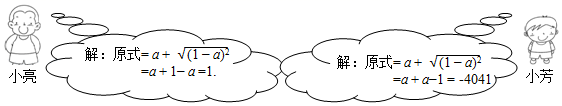 解：原式= a + √(1－a)²
=a + 1－a =1.
小亮
解：原式= a + √(1－a)²
=a + a－1 = -4041
小芳